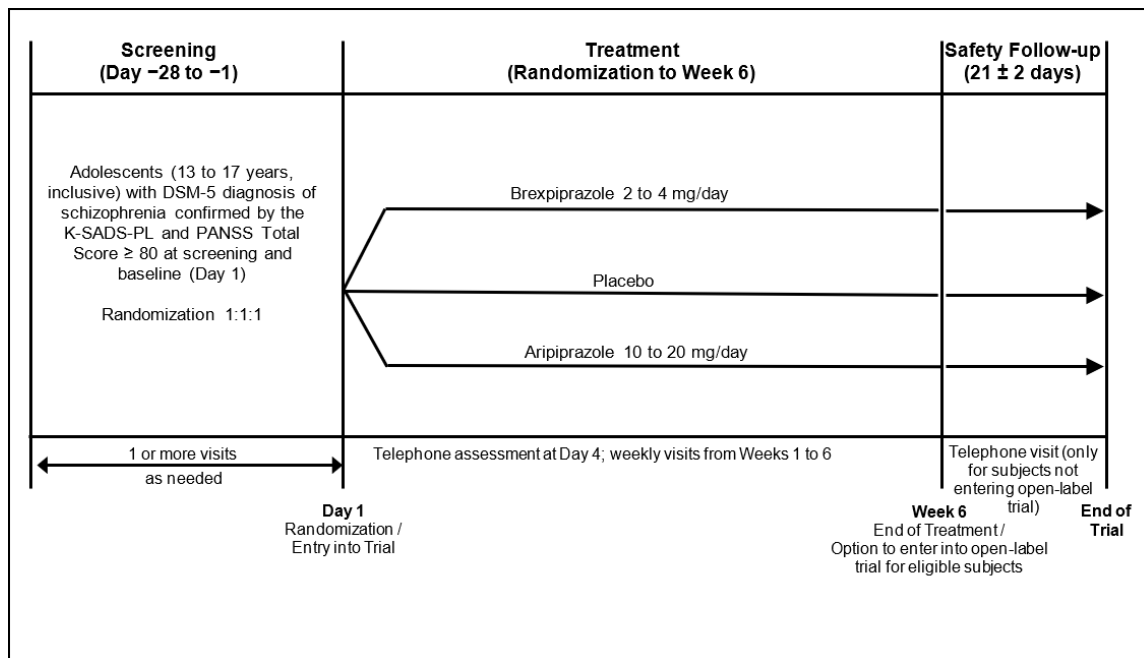 Screening
(Day −28 to −1)
Treatment
(Randomization to Week 6)
Safety Follow-up
(21 ± 2 days)
Adolescents (13 to 17 years,
inclusive) with DSM-5 diagnosis of
schizophrenia confirmed by the
K-SADS-PL and PANSS Total
Score ≥ 80 at screening and
baseline (Day 1)
Randomization 1:1:1
Brexpiprazole 2 to 4 mg/day
Placebo
Aripiprazole 10 to 20 mg/day
1 or more visits
as needed
Telephone assessment at Day 4; weekly visits from Weeks 1 to 6
Telephone visit (only
for subjects not
entering open-label
trial)
Day 1
Randomization /
Entry into Trial
Week 6
End of Treatment /
Option to enter into open-label
trial for eligible subjects
End of
Trial